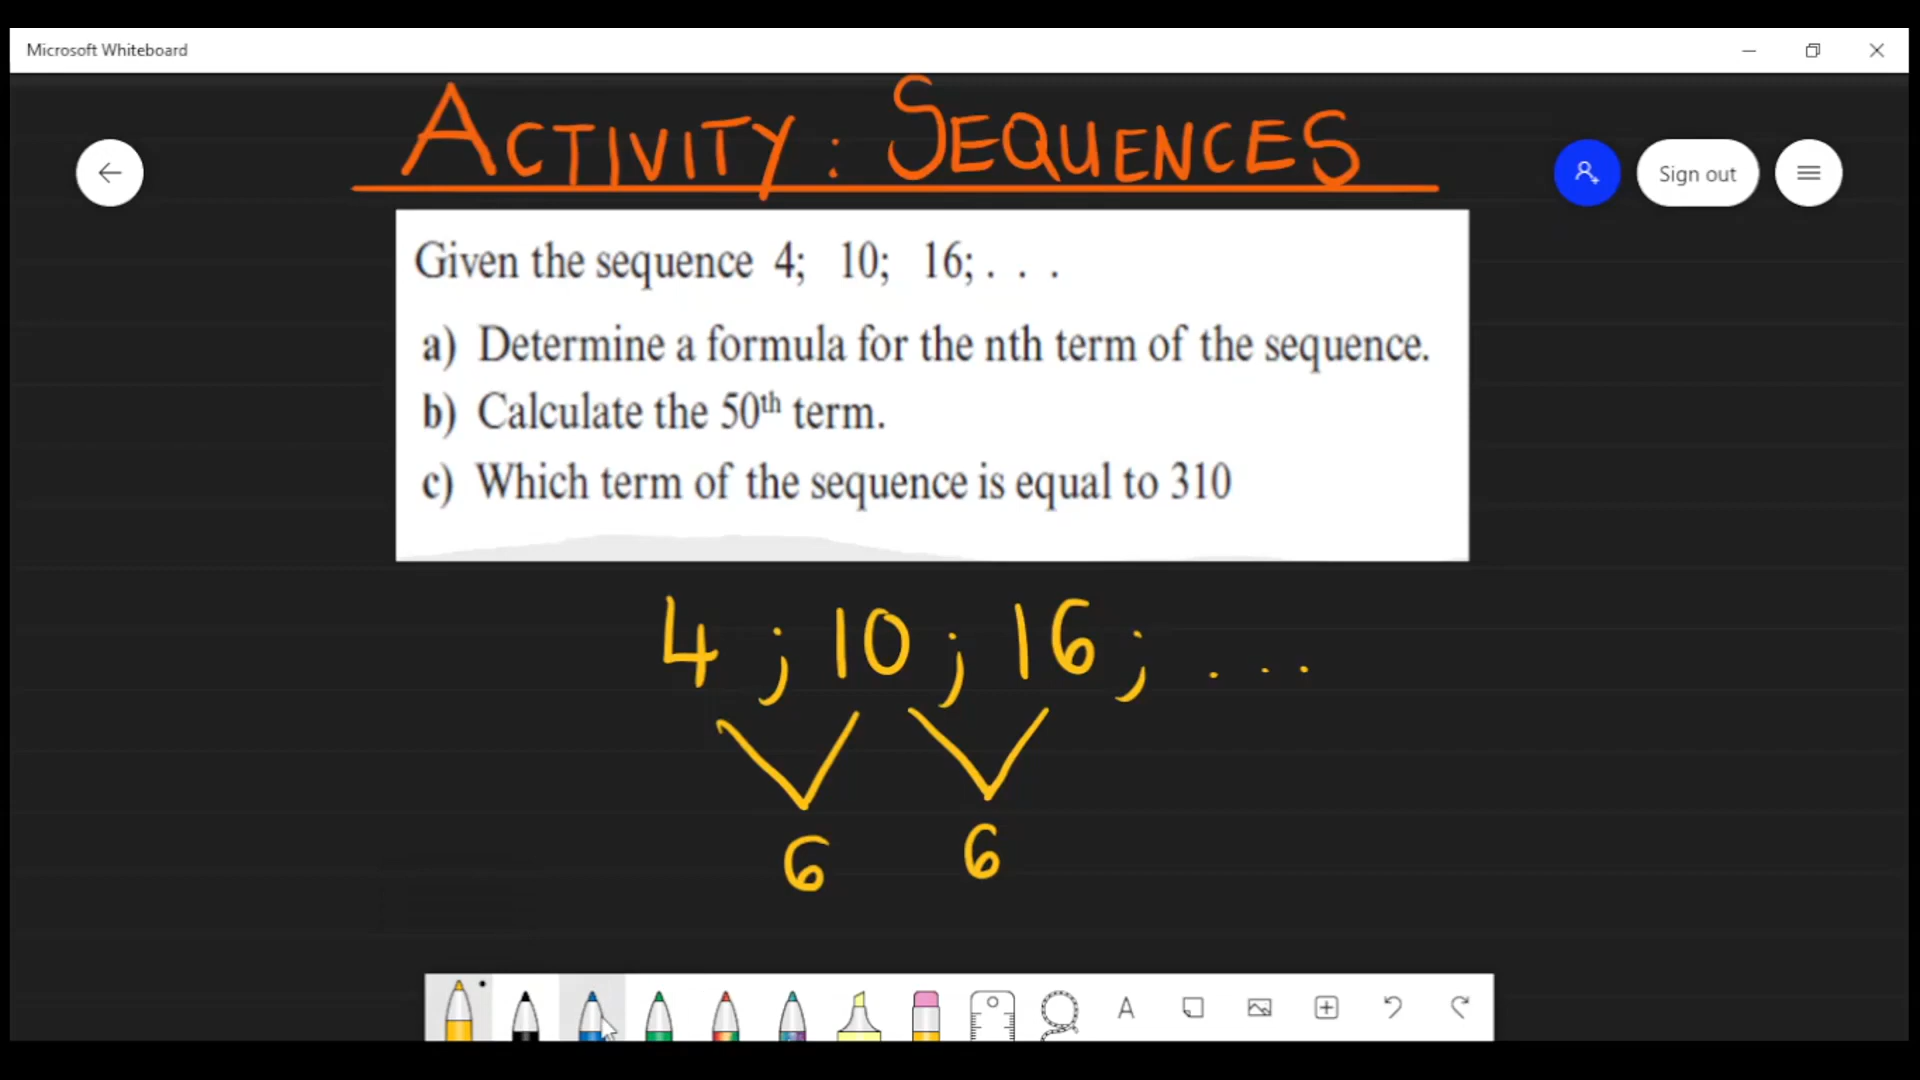 Microsoft Whiteboard
ACTIVITY : SEQUENCES
Sign out
Given the sequence 4; 10; 16; . . .
a) Determine a formula for the nth term of the sequence.
b) Calculate the 50th term.
c) Which term of the sequence is equal to 310
4 ; 10 ; 16 ; . . .
6 6
A